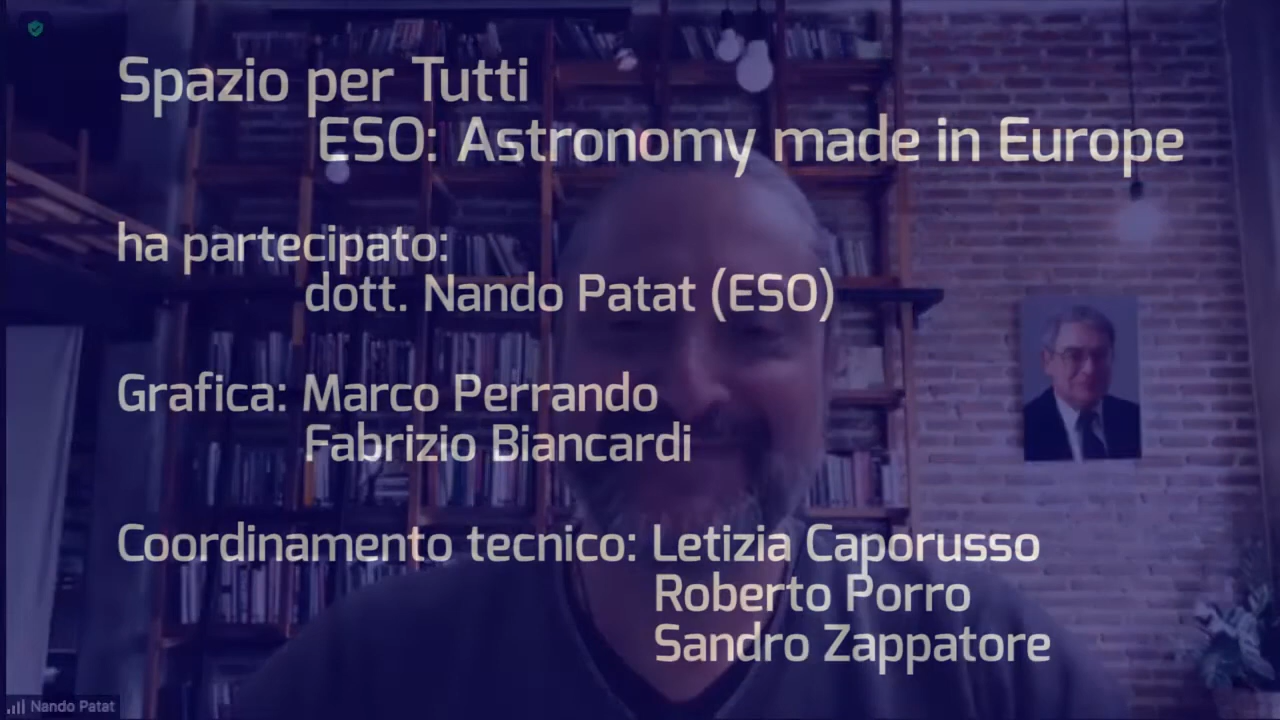 Spazio per Tutti
ESO: Astronomy made in Europe
ha partecipato:
dott. Nando Patat (ESO)
Grafica: Marco Perrando
Fabrizio Biancardi
Coordinamento tecnico: Letizia Caporusso
Roberto Porro
Sandro Zappatore
Nando Patat